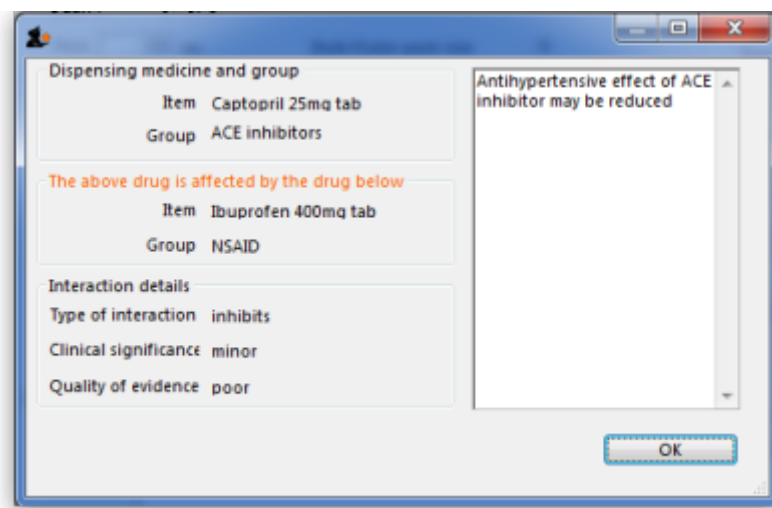 Dispensing medicine and group
Item Captopril 25mg tab
Group ACE inhibitors
The above drug is affected by the drug below
Item Ibuprofen 400mg tab
Group NSAID
Interaction details
Type of interaction inhibits
Clinical significance minor
Quality of evidence poor
Antihypertensive effect of ACE
inhibitor may be reduced
OK